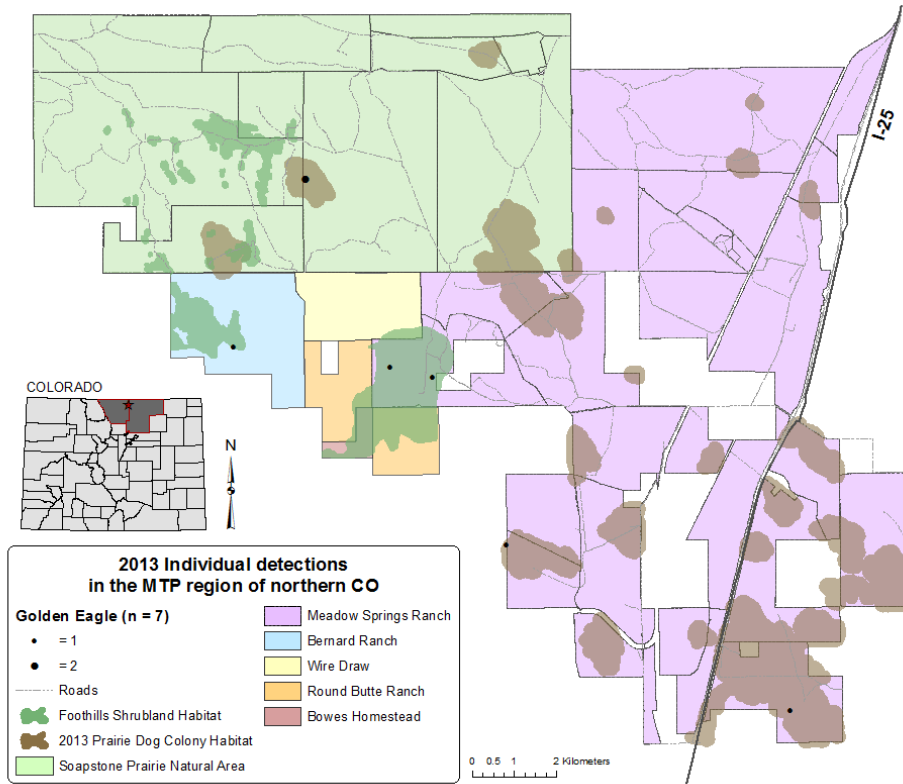 I-25
COLORADO
N
2013 Individual detections
in the MTP region of northern CO
Golden Eagle (n = 7)
= 1
= 2
Roads
Foothills Shrubland Habitat
2013 Prairie Dog Colony Habitat
Soapstone Prairie Natural Area
Meadow Springs Ranch
Bernard Ranch
Wire Draw
Round Butte Ranch
Bowes Homestead
0 0.5 1 2 Kilometers